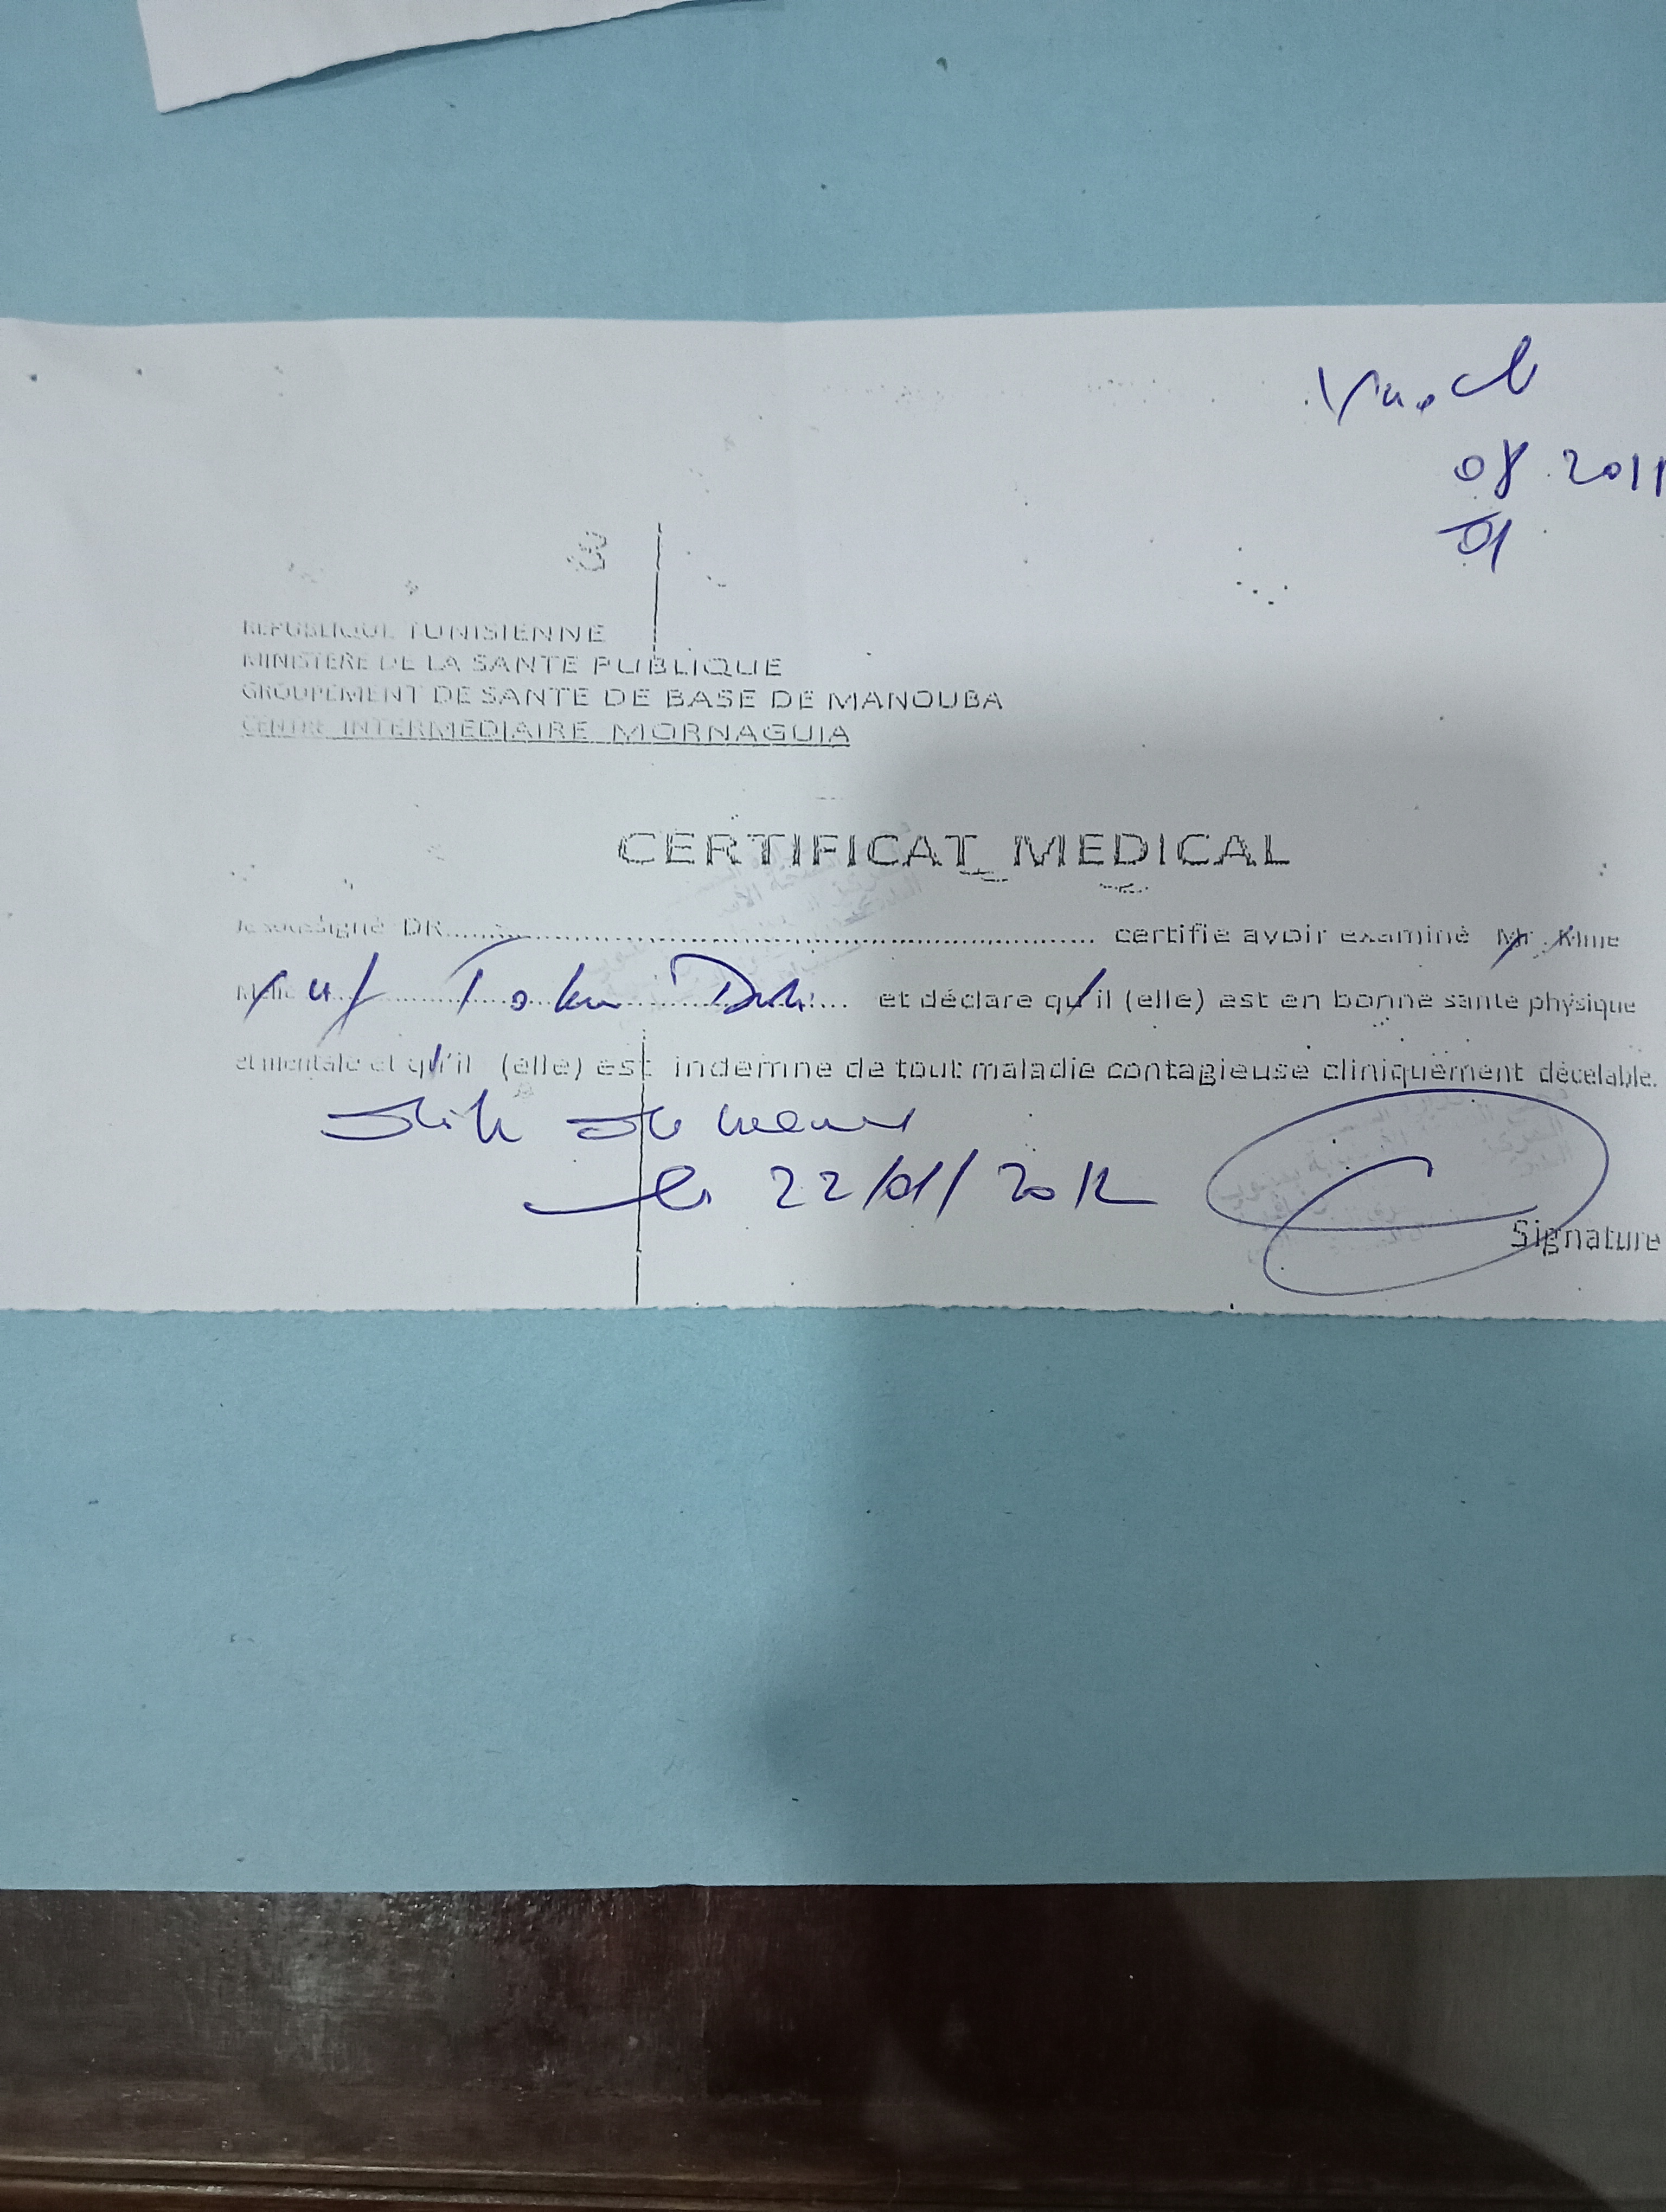 08 2011
01
REPUBLIQUE TUNISIENNE
MINISTERE DE LA SANTE PUBLIQUE
GROUPEMENT DE SANTE DE BASE DE MANOUBA
CENTRE INTERMEDIAIRE MORNAGUIA
CERTIFICAT MEDICAL
Je soussigné DR.......................... certifie avoir examiné Mr Mme
Melle .......................... et déclare qu'il (elle) est en bonne santé physique
et mentale et qu'il (elle) est indemne de tout maladie contagieuse cliniquement décelable.
le 22/01/2012
Signature